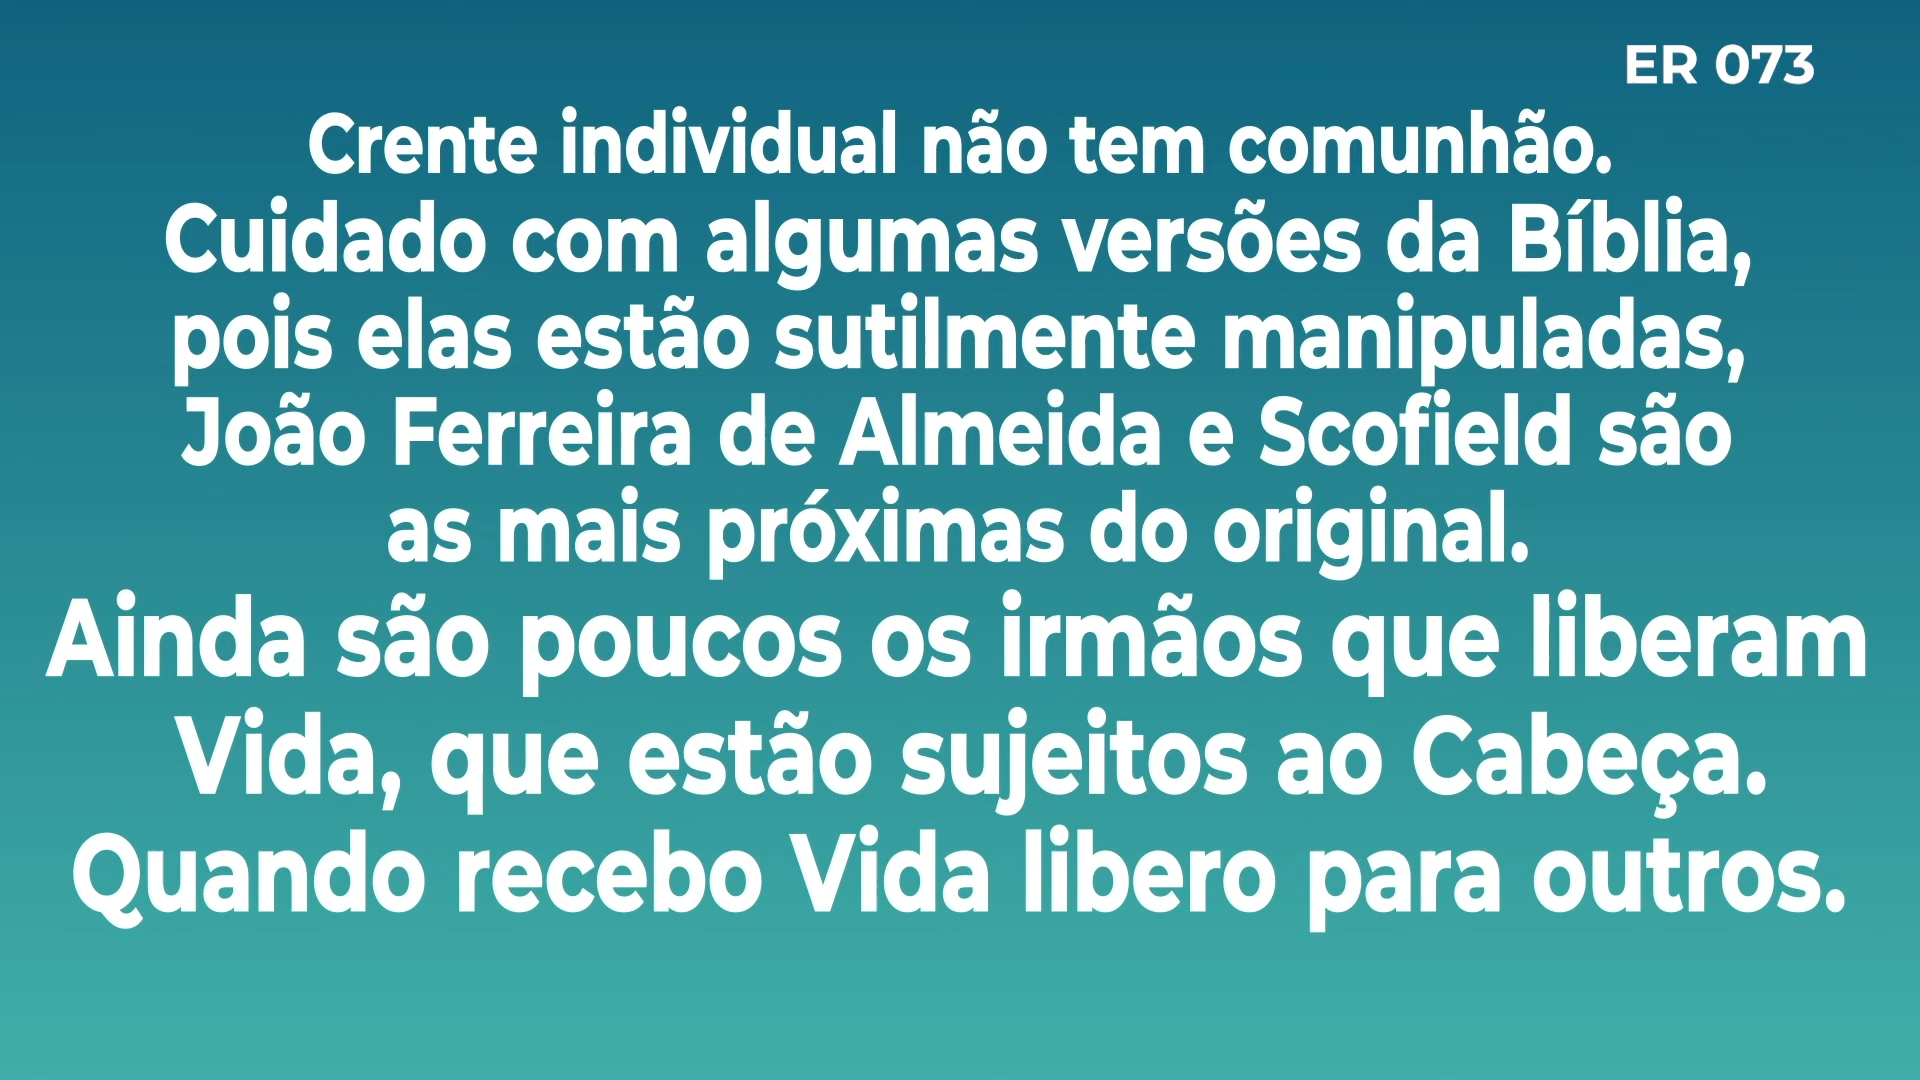 ER 073
Crente individual não tem comunhão.
Cuidado com algumas versões da Bíblia,
pois elas estão sutilmente manipuladas,
João Ferreira de Almeida e Scofield são
as mais próximas do original.
Ainda são poucos os irmãos que liberam
Vida, que estão sujeitos ao Cabeça.
Quando recebo Vida libero para outros.